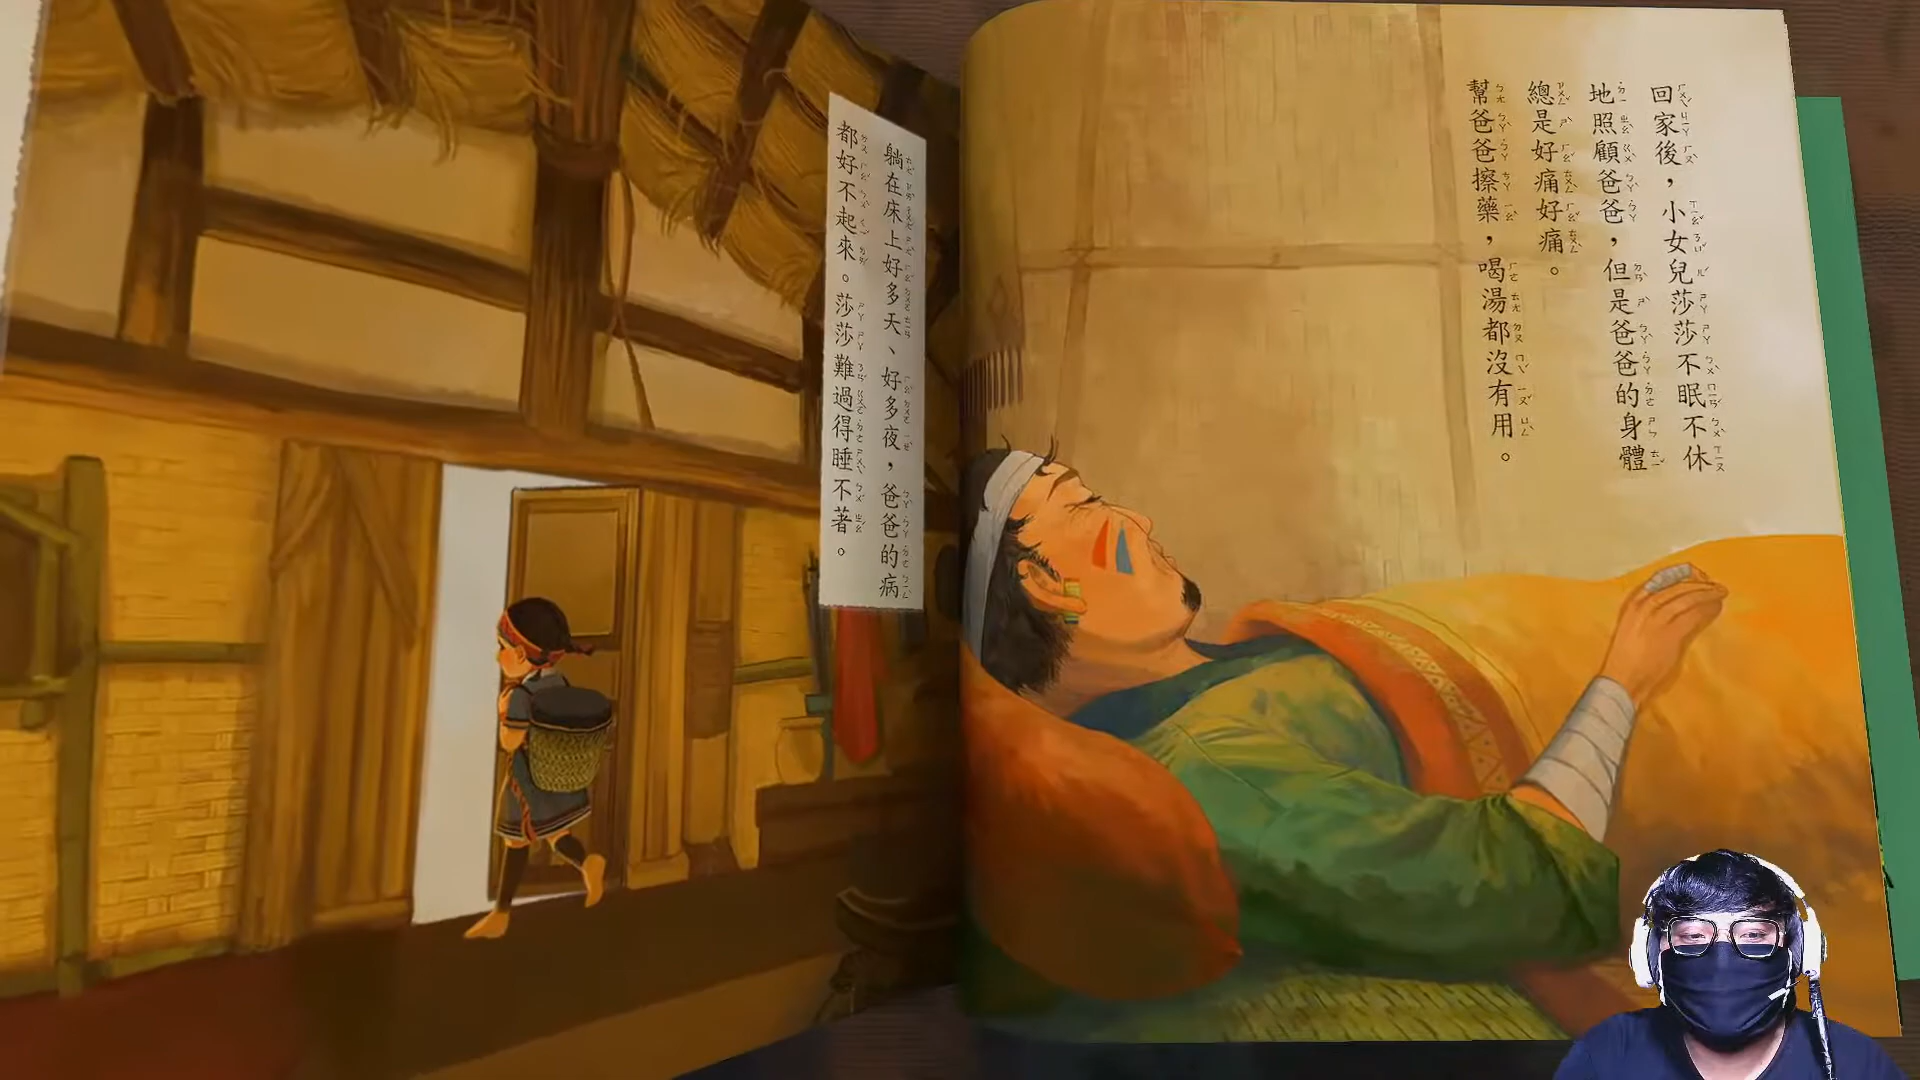 回家後，小女兒莎莎不眠不休
地照顧爸爸，但是爸爸的身體
總是好痛好痛。
幫爸爸擦藥，喝湯都沒有用。
躺在床上好多天、好多夜，爸爸的病
都好不起來。莎莎難過得睡不著。